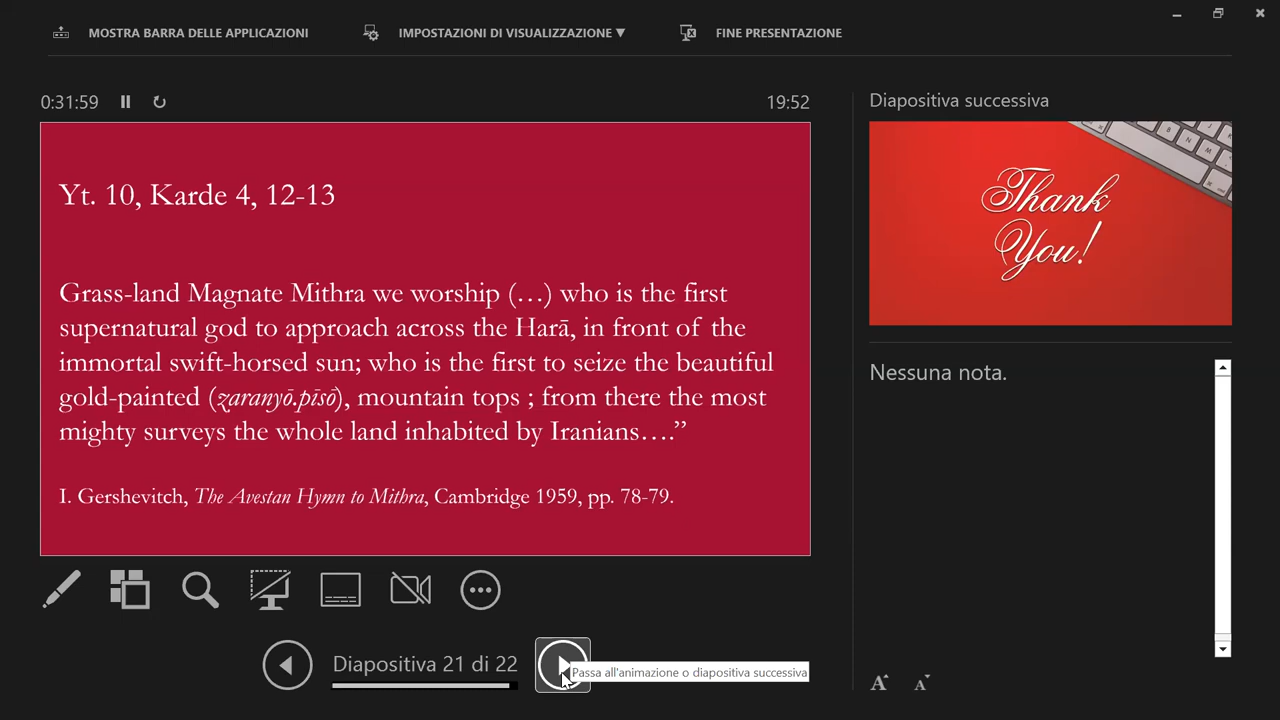 MOSTRA BARRA DELLE APPLICAZIONI
IMPOSTAZIONI DI VISUALIZZAZIONE ▼
FINE PRESENTAZIONE
0:31:59
19:52
Yt. 10, Karde 4, 12-13
Grass-land Magnate Mithra we worship (…) who is the first
supernatural god to approach across the Harā, in front of the
immortal swift-horsed sun; who is the first to seize the beautiful
gold-painted (zaranyō.pīsō), mountain tops ; from there the most
mighty surveys the whole land inhabited by Iranians….”
I. Gershevitch, The Avestan Hymn to Mithra, Cambridge 1959, pp. 78-79.
Diapositiva 21 di 22
Passa all'animazione o diapositiva successiva
Diapositiva successiva
Thank
You!
Nessuna nota.
A A